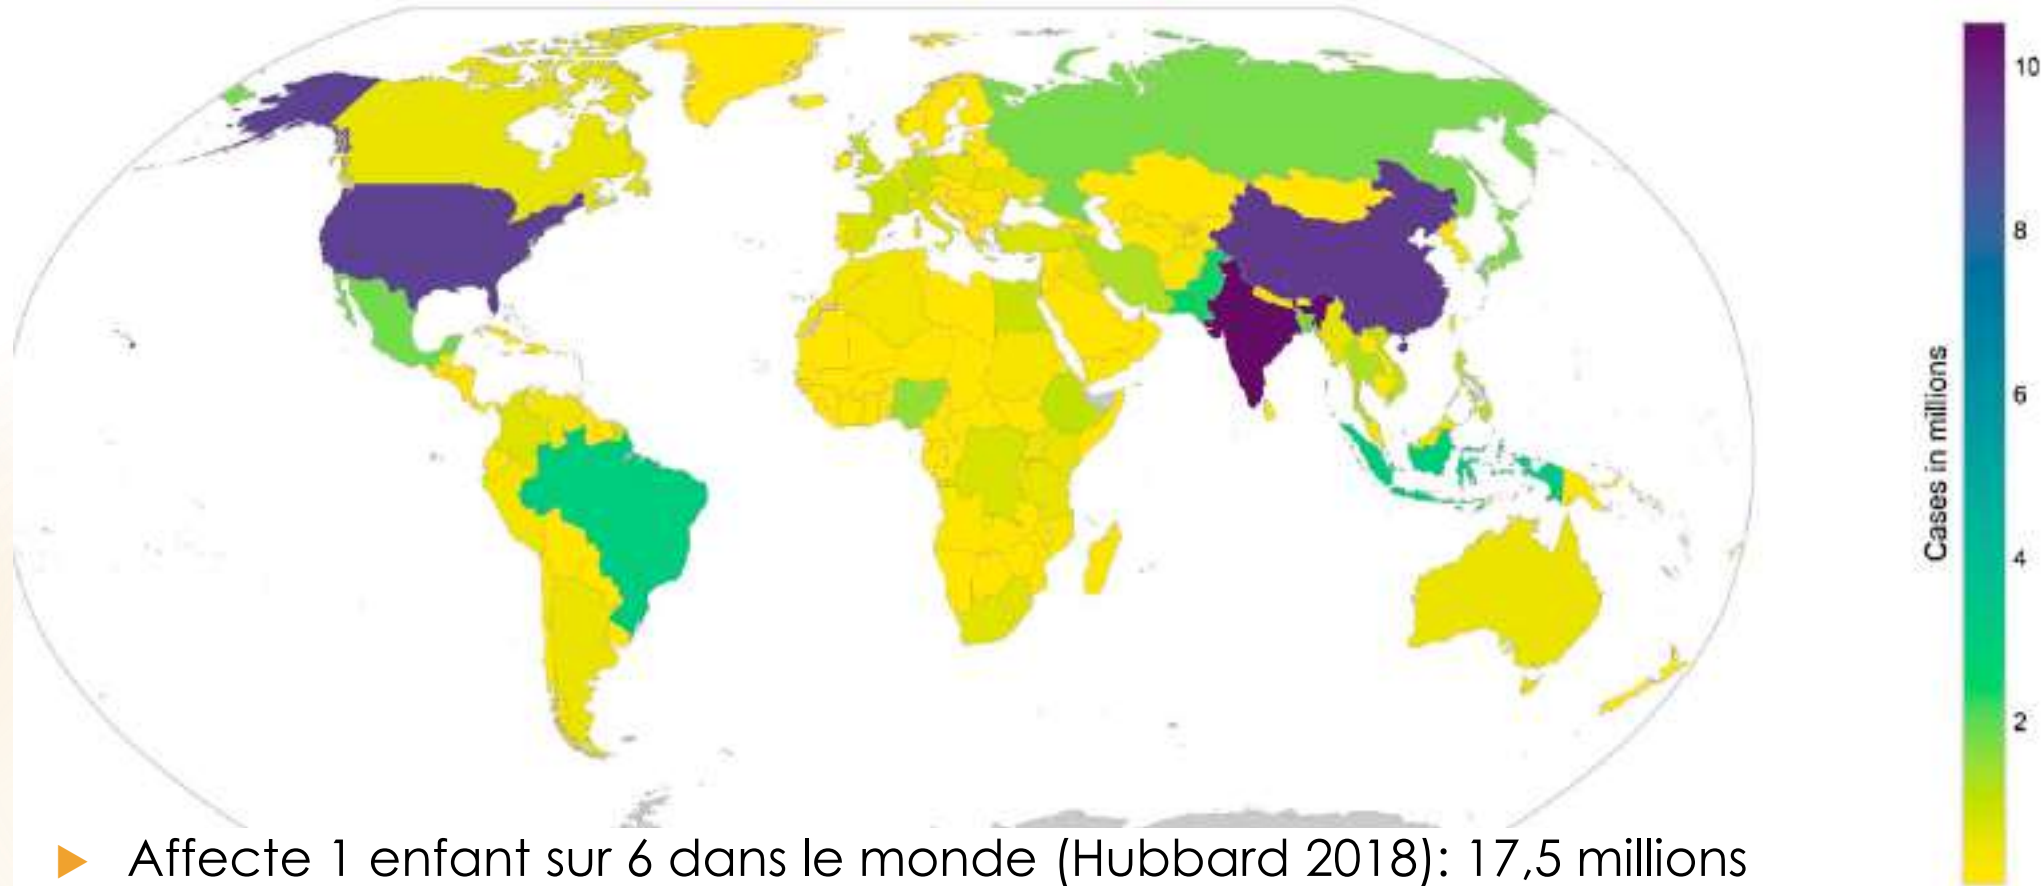 10
8
6
4
2
Cases in millions
► Affecte 1 enfant sur 6 dans le monde (Hubbard 2018): 17,5 millions